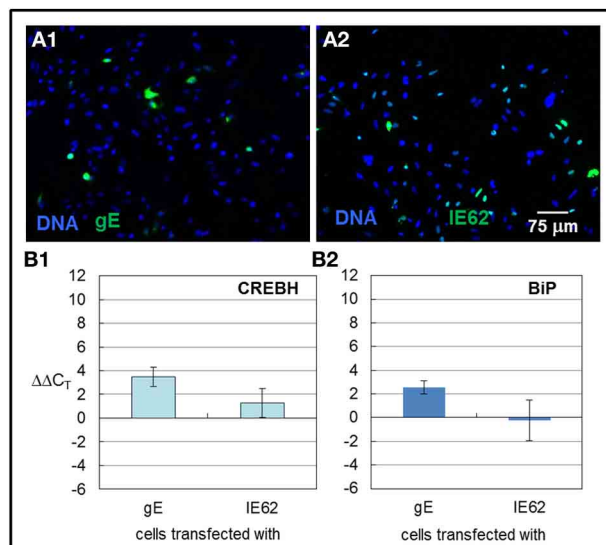 A1
DNA gE
A2
DNA IE62
75 μm
B1
CREBH
12
10
8
6
4
2
0
-2
-4
-6
ΔΔCT
gE IE62
cells transfected with
B2
BiP
12
10
8
6
4
2
0
-2
-4
-6
gE IE62
cells transfected with